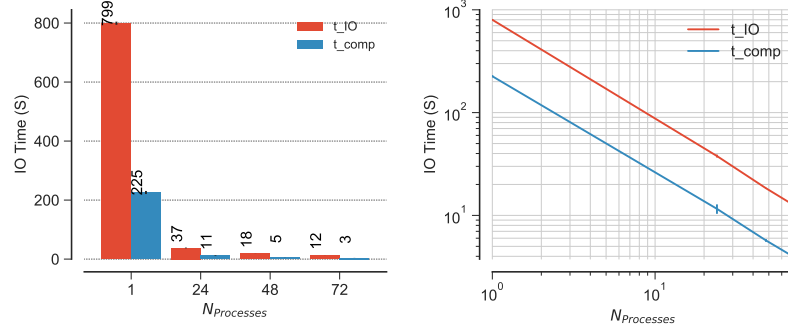 800
600
400
200
0
IO Time (S)
799
225
37
11
18
5
12
3
t_IO
t_comp
1 24 48 72
N_Processes
10^3
10^2
10^1
IO Time (S)
t_IO
t_comp
10^0 10^1
N_Processes